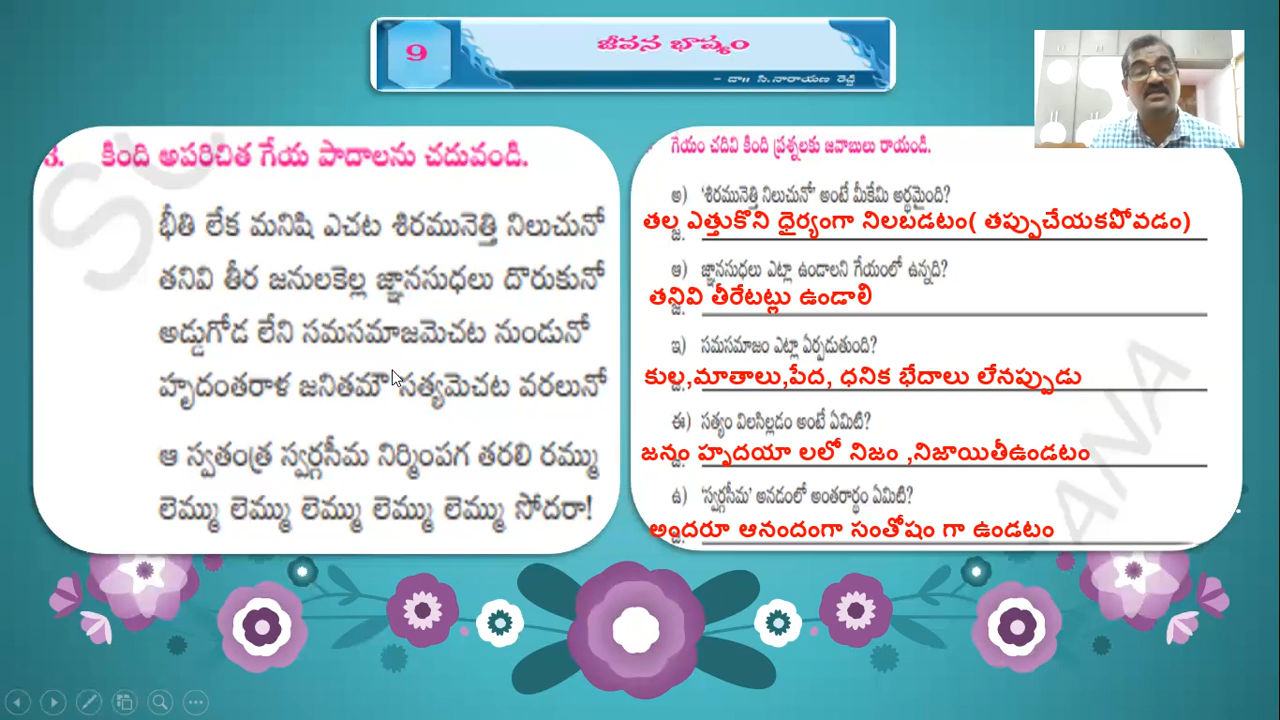 9
జీవన భాష్యం
- డా॥ సి.నారాయణ రెడ్డి
కింది అపరిచిత గేయ పాదాలను చదువండి.
భీతి లేక మనిషి ఎచట శిరమునెత్తి నిలుచునో
తనివి తీర జనులకెల్ల జ్ఞానసుధలు దొరుకునో
అడ్డుగోడ లేని సమసమాజమెచట నుండునో
హృదంతరాళ జనితమౌ సత్యమెచట వరలునో
ఆ స్వతంత్ర స్వర్గసీమ నిర్మింపగ తరలి రమ్ము
లెమ్ము లెమ్ము లెమ్ము లెమ్ము లెమ్ము సోదరా!
గేయం చదివి కింది ప్రశ్నలకు జవాబులు రాయండి.
అ) 'శిరమునెత్తి నిలుచునో' అంటే మీకేమి అర్థమైంది?
తల్ల ఎత్తుకొని ధైర్యంగా నిలబడటం( తప్పుచేయకపోవడం)
ఆ) జ్ఞానసుధలు ఎట్లా ఉండాలని గేయంలో ఉన్నది?
తన్ణివి తీరేటట్లు ఉండాలి
ఇ) సమసమాజం ఎట్లా ఏర్పడుతుంది?
కుల్ల,మాతాలు,పేద, ధనిక భేదాలు లేనప్పుడు
ఈ) సత్యం విలసిల్లడం అంటే ఏమిటి?
జనం హృదయా లలో నిజం ,నిజాయితీఉండటం
ఉ) 'స్వర్గసీమ' అనడంలో అంతరార్థం ఏమిటి?
అందరూ ఆనందంగా సంతోషం గా ఉండటం